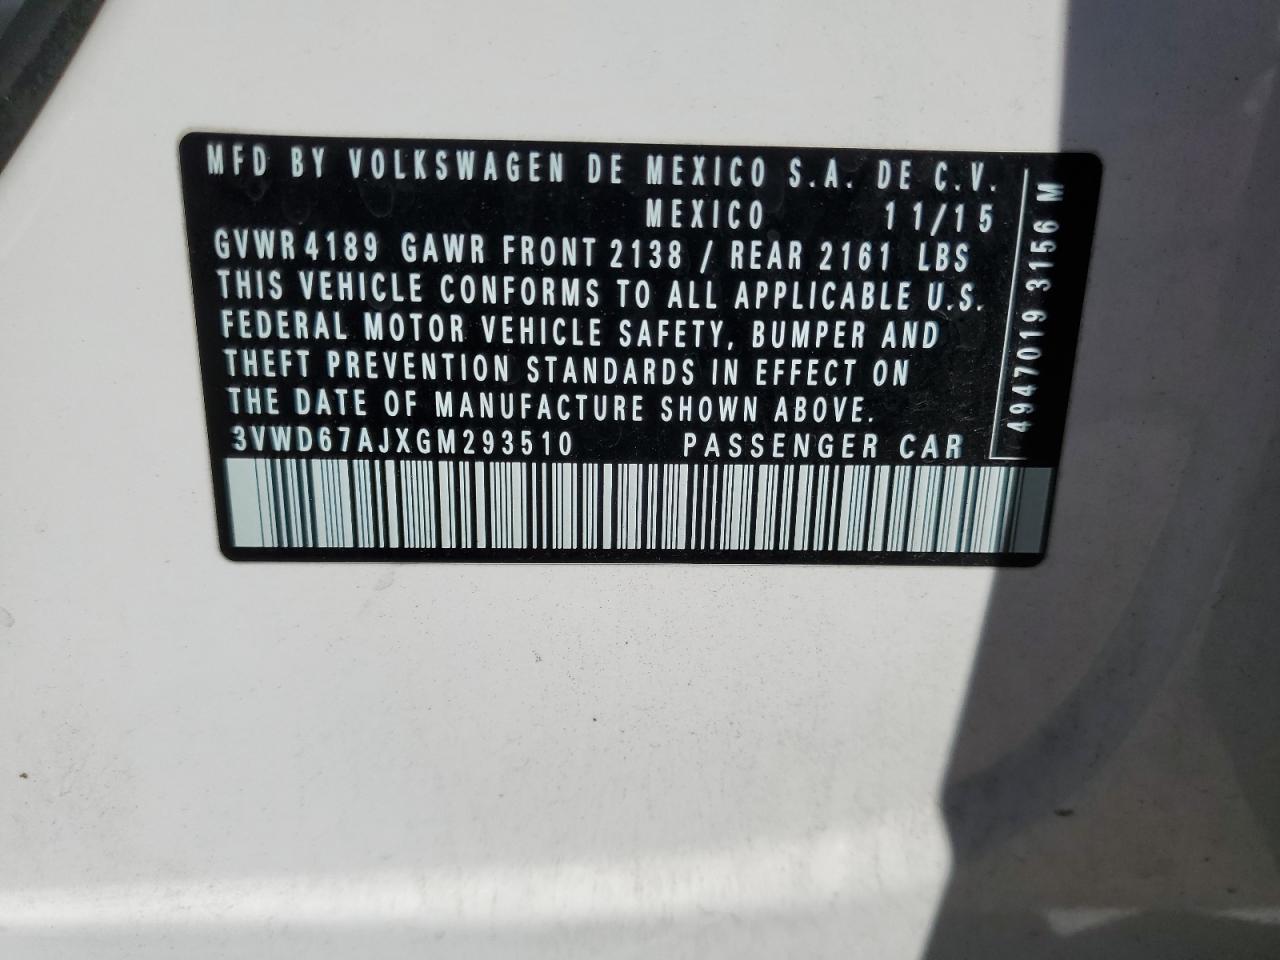 MFD BY VOLKSWAGEN DE MEXICO S.A. DE C.V.
MEXICO 11/15
GVWR 4189 GAWR FRONT 2138 / REAR 2161 LBS
THIS VEHICLE CONFORMS TO ALL APPLICABLE U.S.
FEDERAL MOTOR VEHICLE SAFETY, BUMPER AND
THEFT PREVENTION STANDARDS IN EFFECT ON
THE DATE OF MANUFACTURE SHOWN ABOVE.
3VWD67AJXGM293510 PASSENGER CAR
4947019 3156 M